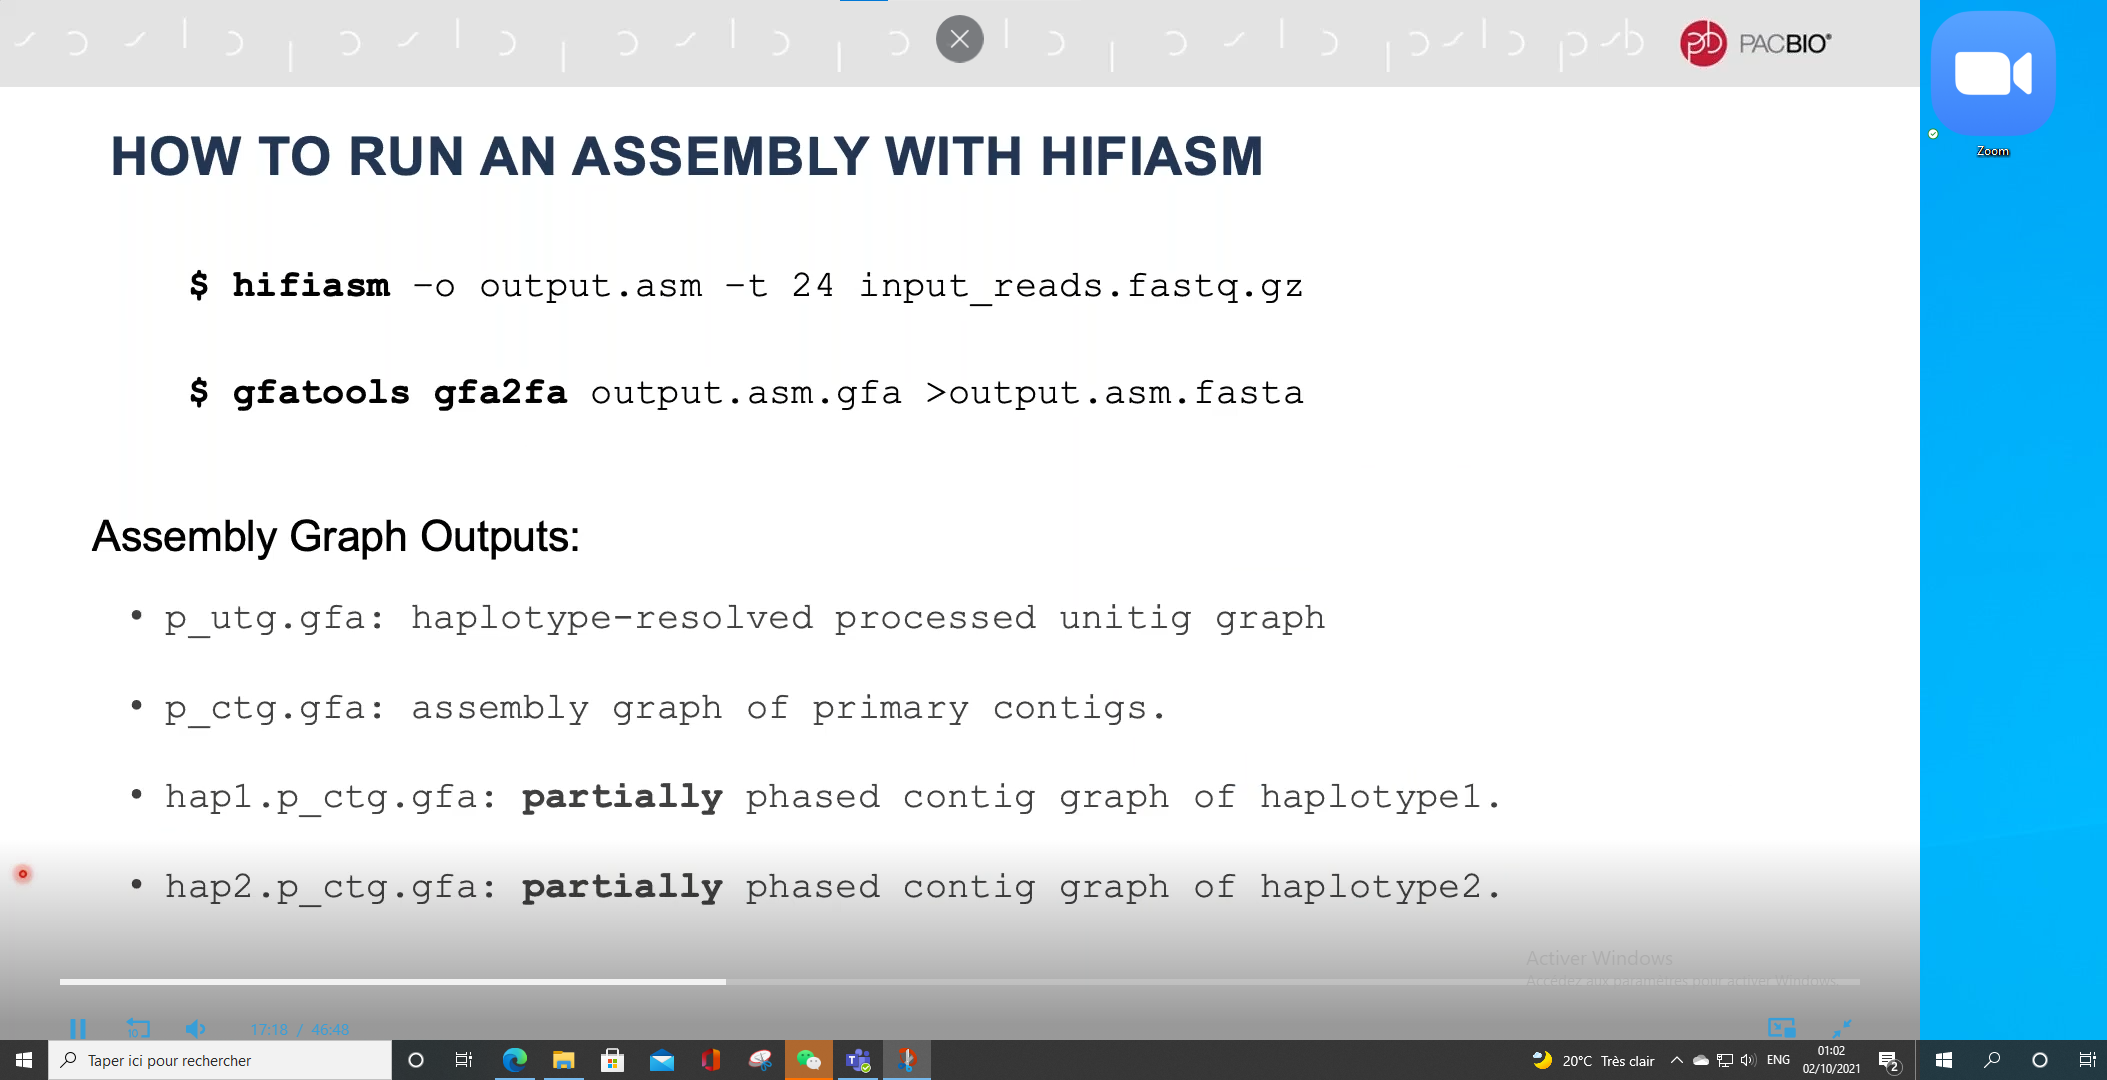 PACBIO®
Zoom
HOW TO RUN AN ASSEMBLY WITH HIFIASM
$ hifiasm –o output.asm –t 24 input_reads.fastq.gz
$ gfatools gfa2fa output.asm.gfa >output.asm.fasta
Assembly Graph Outputs:
• p_utg.gfa: haplotype-resolved processed unitig graph
• p_ctg.gfa: assembly graph of primary contigs.
• hap1.p_ctg.gfa: partially phased contig graph of haplotype1.
• hap2.p_ctg.gfa: partially phased contig graph of haplotype2.
Activer Windows
Accédez aux paramètres pour activer Windows.
10
17:18 / 46:48
Taper ici pour rechercher
20°C Très clair
ENG
01:02
02/10/2021
2